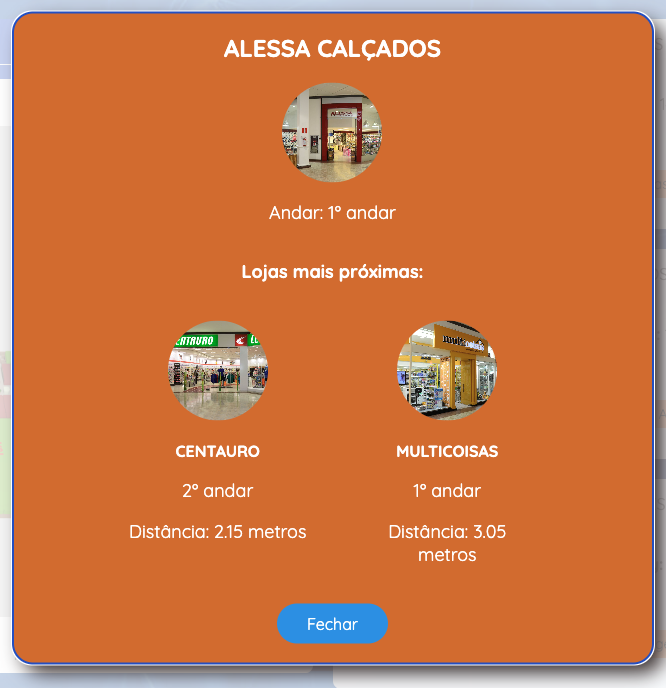 ALESSA CALÇADOS
Andar: 1° andar
Lojas mais próximas:
CENTAURO
2° andar
Distância: 2.15 metros
MULTICOISAS
1° andar
Distância: 3.05
metros
Fechar